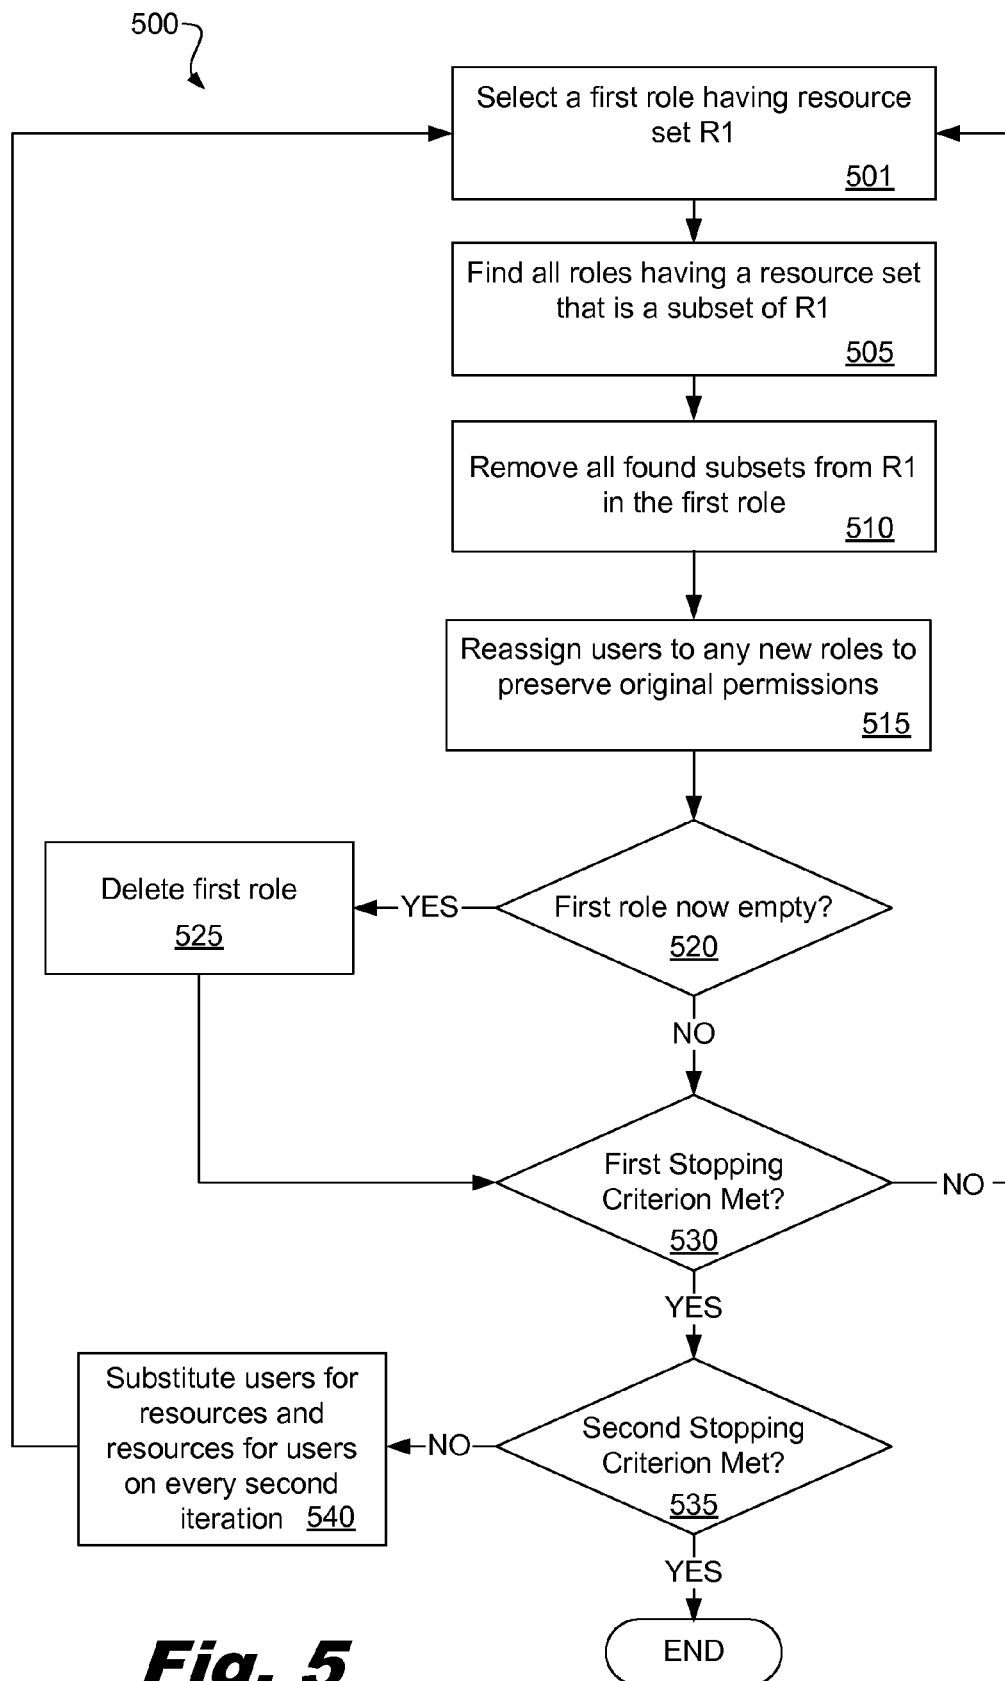 500
Select a first role having resource
set R1
501
Find all roles having a resource set
that is a subset of R1
505
Remove all found subsets from R1
in the first role
510
Reassign users to any new roles to
preserve original permissions
515
First role now empty?
520
YES
Delete first role
525
NO
First Stopping
Criterion Met?
530
NO
YES
Second Stopping
Criterion Met?
535
NO
Substitute users for
resources and
resources for users
on every second
iteration 540
YES
END
Fig. 5